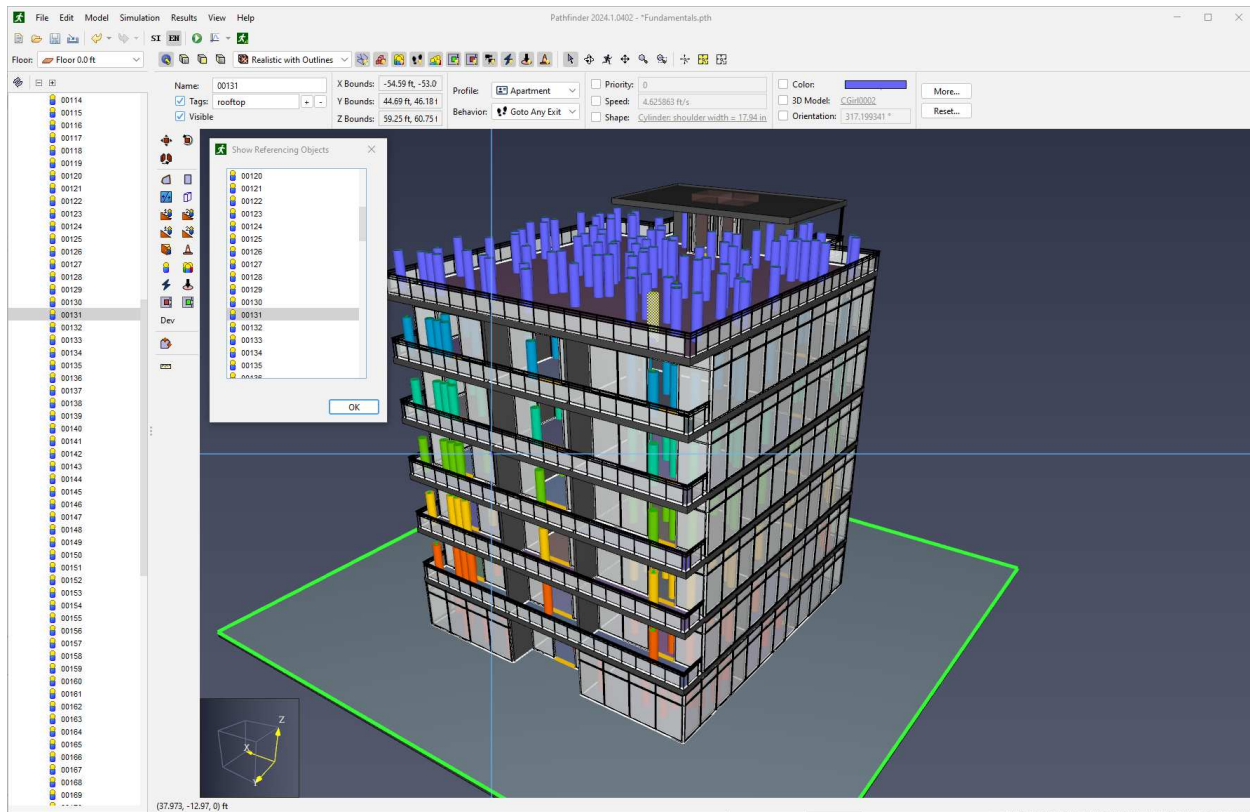 File Edit Model Simulation Results View Help
Pathfinder 2024.1.0402 - *Fundamentals.pth
SI EN
Floor: Floor 0.0 ft
Realistic with Outlines
Name: 00131
Tags: rooftop + -
Visible
X Bounds: -54.59 ft, -53.0
Y Bounds: 44.69 ft, 46.18 f
Z Bounds: 59.25 ft, 60.75 f
Profile: Apartment
Behavior: Goto Any Exit
Priority: 0
Speed: 4.625863 ft/s
Shape: Cylinder: shoulder width = 17.94 in
Color:
3D Model: CGirl0002
Orientation: 317.199341 °
More...
Reset...
00114
00115
00116
00117
00118
00119
00120
00121
00122
00123
00124
00125
00126
00127
00128
00129
00130
00131
00132
00133
00134
00135
00136
00137
00138
00139
00140
00141
00142
00143
00144
00145
00146
00147
00148
00149
00150
00151
00152
00153
00154
00155
00156
00157
00158
00159
00160
00161
00162
00163
00164
00165
00166
00167
00168
00169
Dev
Show Referencing Objects
00120
00121
00122
00123
00124
00125
00126
00127
00128
00129
00130
00131
00132
00133
00134
00135
00136
OK
Z
X
Y
(37.973, -12.97, 0) ft